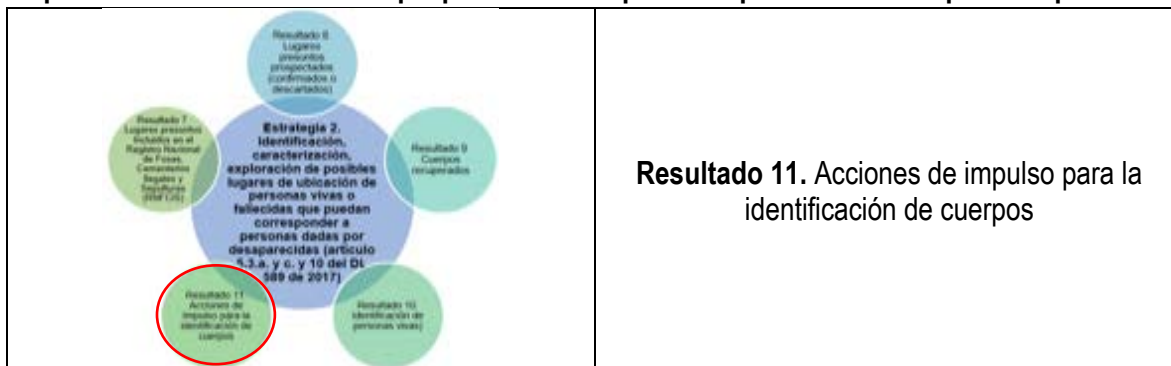 Resultado 8
Lugares
presuntos
prospectados
(confirmados o
descartados)
Resultado 7
Lugares presuntos
incluidos en el
Registro Nacional
de Fosas,
Cementerios
Ilegales y
Sepulturas
Estrategia 2.
Identificación,
caracterización,
exploración de posibles
lugares de ubicación de
personas vivas o
fallecidas que puedan
corresponder a
personas dadas por
desaparecidas (artículo
5.3.a. y c. y 10 del DL
589 de 2017)
Resultado 9
Cuerpos
recuperados
Resultado 11
Acciones de
impulso para la
identificación de
cuerpos
Resultado 10
identificación de
personas vivas)
Resultado 11. Acciones de impulso para la
identificación de cuerpos